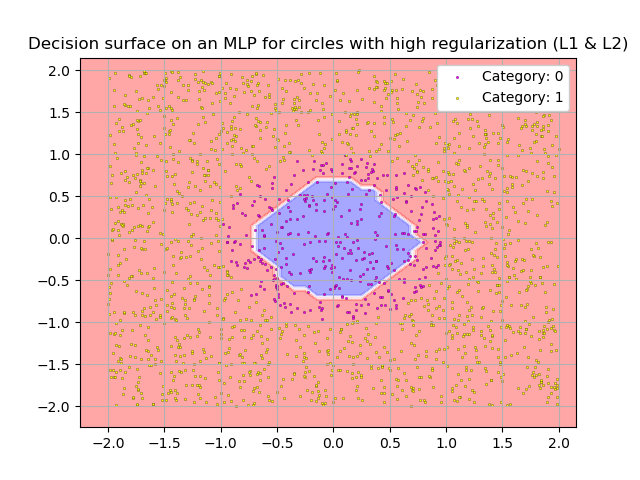 Decision surface on an MLP for circles with high regularization (L1 & L2)
Category: 0
Category: 1
2.0
1.5
1.0
0.5
0.0
−0.5
−1.0
−1.5
−2.0
−2.0 −1.5 −1.0 −0.5 0.0 0.5 1.0 1.5 2.0